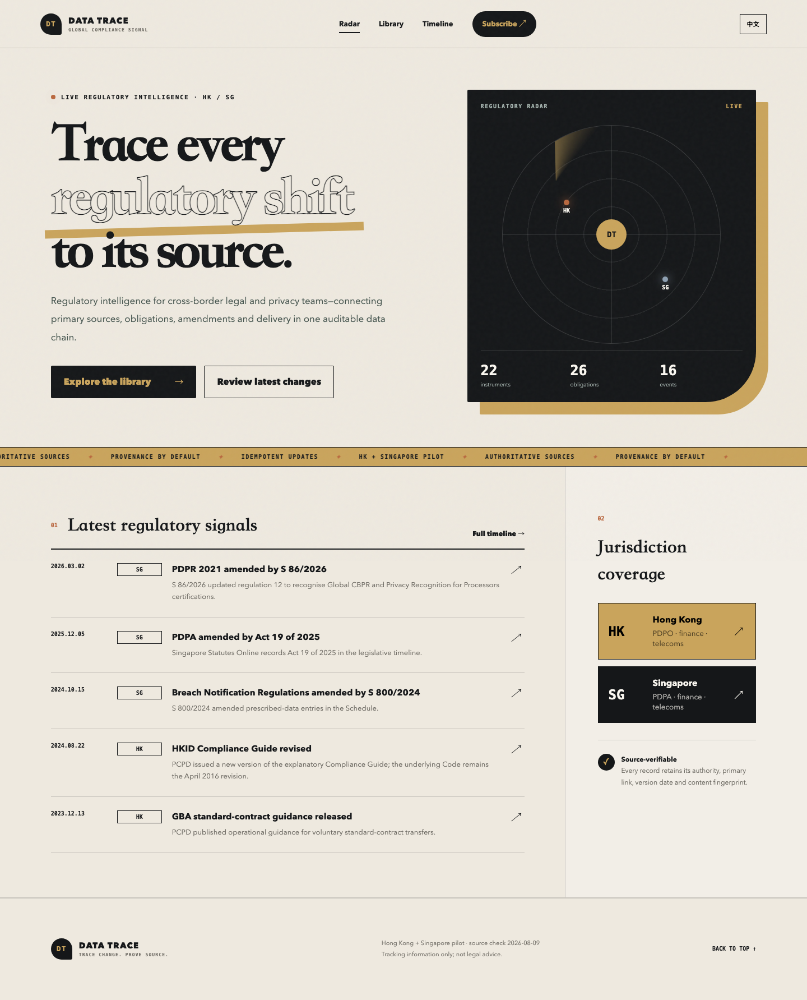 DT
DATA TRACE
GLOBAL COMPLIANCE SIGNAL
Radar
Library
Timeline
Subscribe ↗
中文
LIVE REGULATORY INTELLIGENCE · HK / SG
Trace every
regulatory shift
to its source.
Regulatory intelligence for cross-border legal and privacy teams—connecting
primary sources, obligations, amendments and delivery in one auditable data
chain.
Explore the library →
Review latest changes
REGULATORY RADAR
LIVE
HK
DT
SG
22
instruments
26
obligations
16
events
ORITATIVE SOURCES ✦ PROVENANCE BY DEFAULT ✦ IDEMPOTENT UPDATES ✦ HK + SINGAPORE PILOT ✦ AUTHORITATIVE SOURCES ✦ PROVENANCE BY DEFAULT ✦
01
Latest regulatory signals
Full timeline →
2026.03.02
SG
PDPR 2021 amended by S 86/2026
↗
S 86/2026 updated regulation 12 to recognise Global CBPR and Privacy Recognition for Processors
certifications.
2025.12.05
SG
PDPA amended by Act 19 of 2025
↗
Singapore Statutes Online records Act 19 of 2025 in the legislative timeline.
2024.10.15
SG
Breach Notification Regulations amended by S 800/2024
↗
S 800/2024 amended prescribed-data entries in the Schedule.
2024.08.22
HK
HKID Compliance Guide revised
↗
PCPD issued a new version of the explanatory Compliance Guide; the underlying Code remains
the April 2016 revision.
2023.12.13
HK
GBA standard-contract guidance released
↗
PCPD published operational guidance for voluntary standard-contract transfers.
02
Jurisdiction
coverage
HK
Hong Kong
PDPO · finance ·
telecoms
↗
SG
Singapore
PDPA · finance ·
telecoms
↗
✓
Source-verifiable
Every record retains its authority, primary
link, version date and content fingerprint.
DT
DATA TRACE
TRACE CHANGE. PROVE SOURCE.
Hong Kong + Singapore pilot · source check 2026-08-09
Tracking information only; not legal advice.
BACK TO TOP ↑